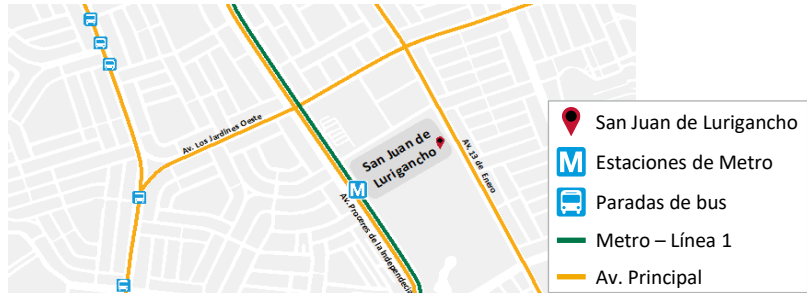 Av. Los Jardines Oeste
San Juan de
Lurigancho
Av. 13 de Enero
M
Av. Proceres de la Independecia
San Juan de Lurigancho
M
Estaciones de Metro
Paradas de bus
Metro – Línea 1
Av. Principal